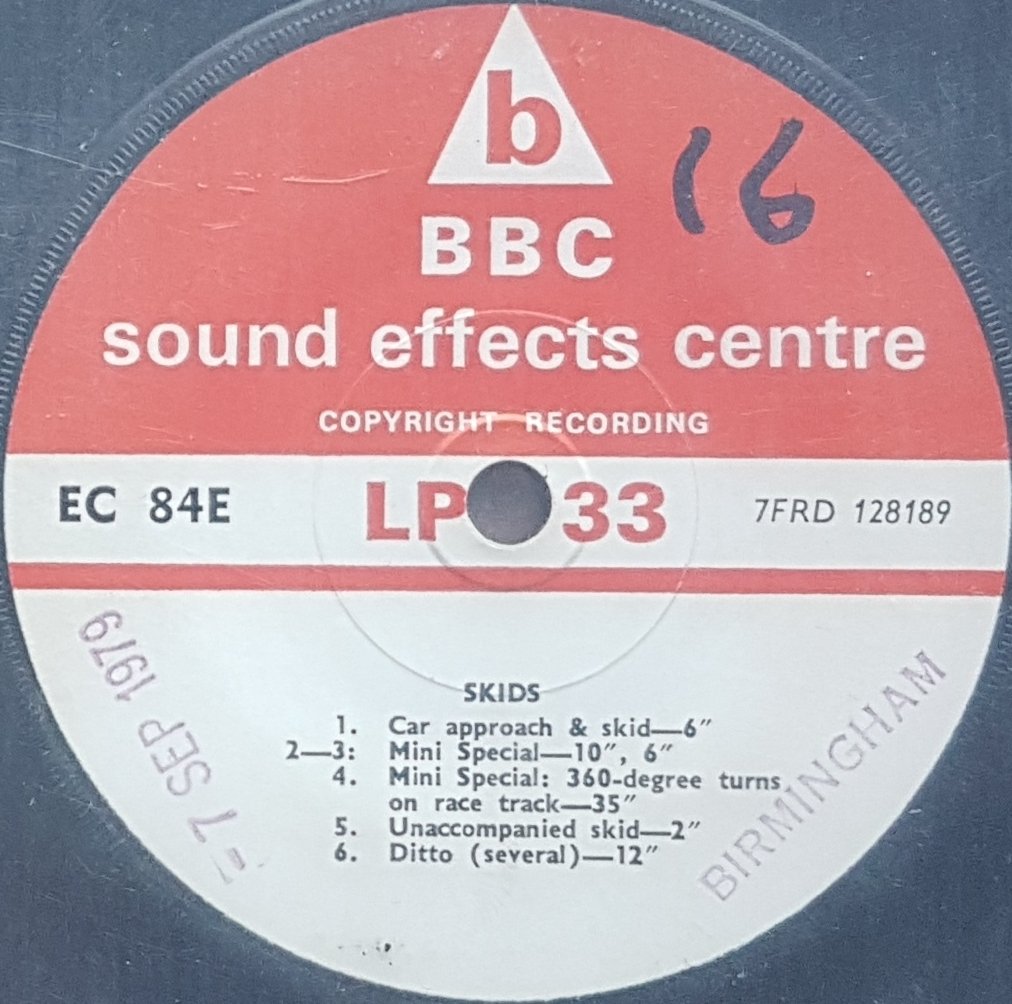 b
16
BBC
sound effects centre
COPYRIGHT RECORDING
EC 84E LP 33 7FRD 128189
- 7 SEP 1979
BIRMINGHAM
SKIDS
1. Car approach & skid—6″
2—3: Mini Special—10″, 6″
4. Mini Special: 360-degree turns
on race track—35″
5. Unaccompanied skid—2″
6. Ditto (several)—12″